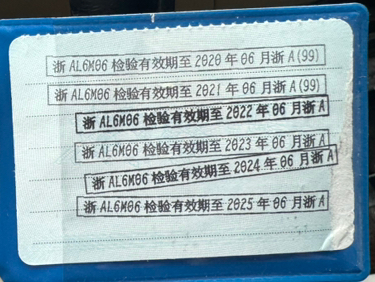 浙 AL6M06 检验有效期至 2020 年 06 月浙 A(99)
浙 AL6M06 检验有效期至 2021 年 06 月浙 A(99)
浙 AL6M06 检验有效期至 2022 年 06 月浙 A
浙 AL6M06 检验有效期至 2023 年 06 月浙 A
浙 AL6M06 检验有效期至 2024 年 06 月浙 A
浙 AL6M06 检验有效期至 2025 年 06 月浙 A